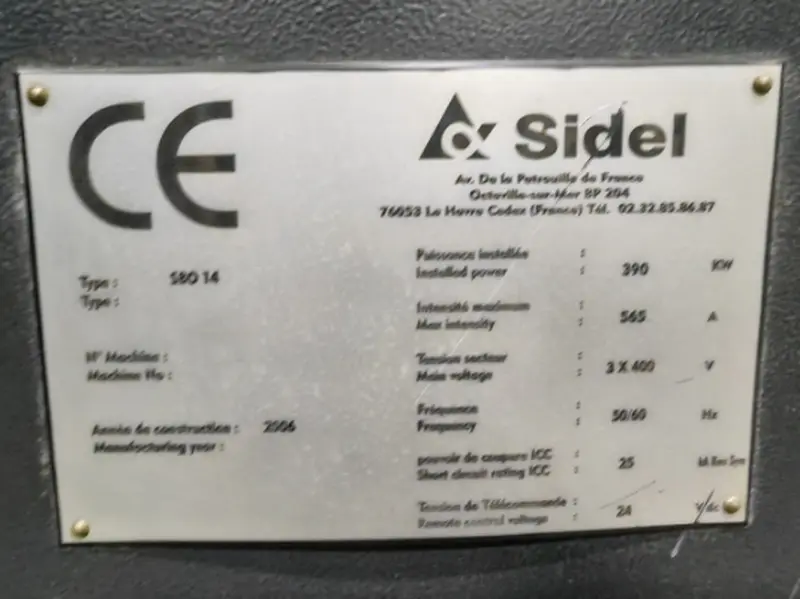 CE
Sidel
Av. De la Patrouille de France
Octeville-sur-Mer BP 204
76053 Le Havre Cedex (France) Tél. 02.32.85.86.87
Type : SBO 14
Type :
N° Machine :
Machine No :
Année de construction : 2006
Manufacturing year :
Puissance installée :
Installed power : 390 KW
Intensité maximum :
Max intensity : 565 A
Tension secteur :
Main voltage : 3 X 400 V
Fréquence :
Frequency : 50/60 Hz
pouvoir de coupure ICC :
Short circuit rating ICC : 25 kA
Tension de Télécommande :
Remote control voltage : 24 Vdc